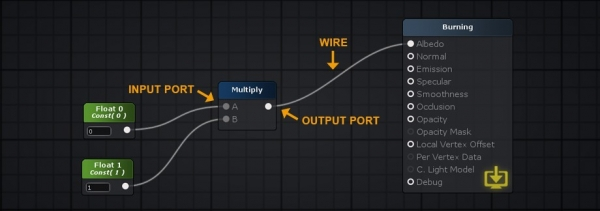 Burning
WIRE
Albedo
Normal
Emission
Specular
Smoothness
Occlusion
Opacity
Opacity Mask
Local Vertex Offset
Per Vertex Data
C. Light Model
Debug
Multiply
INPUT PORT
A
B
OUTPUT PORT
Float 0
Const( 0 )
0
Float 1
Const( 1 )
1